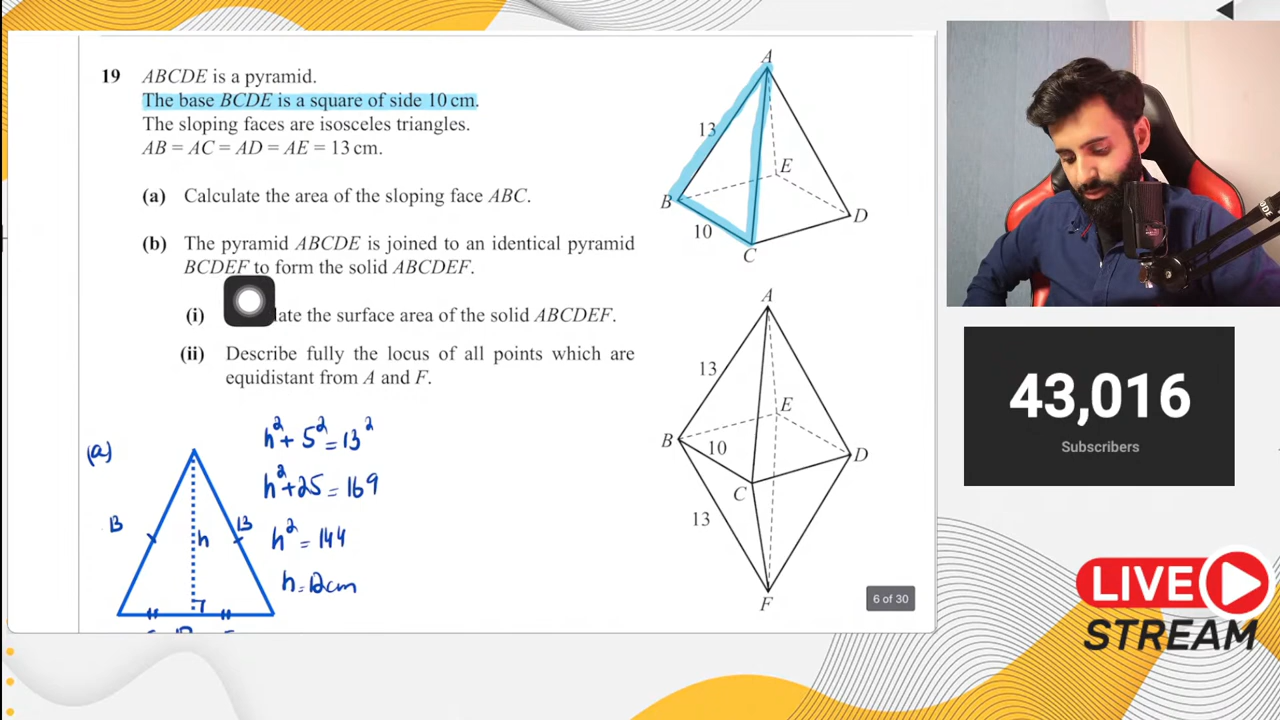 19 ABCDE is a pyramid.
The base BCDE is a square of side 10 cm.
The sloping faces are isosceles triangles.
AB = AC = AD = AE = 13 cm.
(a) Calculate the area of the sloping face ABC.
(b) The pyramid ABCDE is joined to an identical pyramid
BCDEF to form the solid ABCDEF.
(i) late the surface area of the solid ABCDEF.
(ii) Describe fully the locus of all points which are
equidistant from A and F.
A
13
E
B
D
10
C
A
13
E
B
10
D
C
13
F
6 of 30
(a)
13
13
h
h² + 5² = 13²
h² + 25 = 169
h² = 144
h = 12cm
43,016
Subscribers
LIVE
STREAM